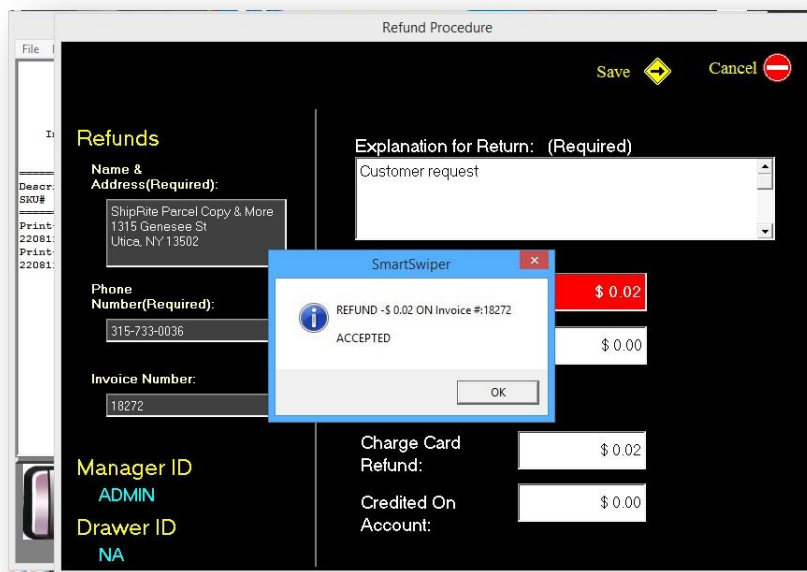 Refund Procedure
File
Save
Cancel
Refunds
Name &
Address(Required):
ShipRite Parcel Copy & More
1315 Genesee St
Utica, NY 13502
Phone
Number(Required):
315-733-0036
Invoice Number:
18272
Manager ID
ADMIN
Drawer ID
NA
Explanation for Return: (Required)
Customer request
$ 0.02
$ 0.00
SmartSwiper
REFUND -$ 0.02 ON Invoice #:18272
ACCEPTED
OK
Charge Card
Refund:
$ 0.02
Credited On
Account:
$ 0.00
SKU#